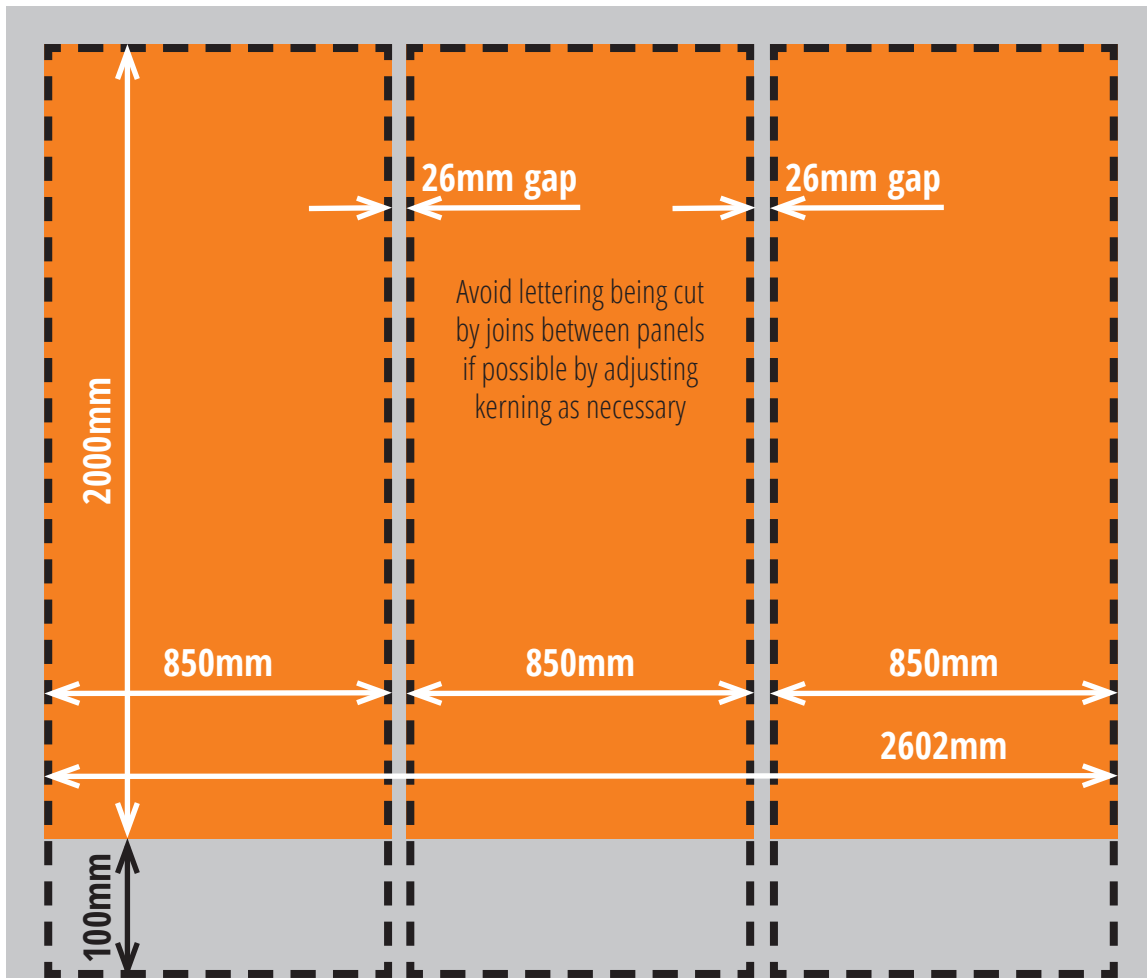 26mm gap
26mm gap
Avoid lettering being cut
by joins between panels
if possible by adjusting
kerning as necessary
2000mm
850mm
850mm
850mm
2602mm
100mm